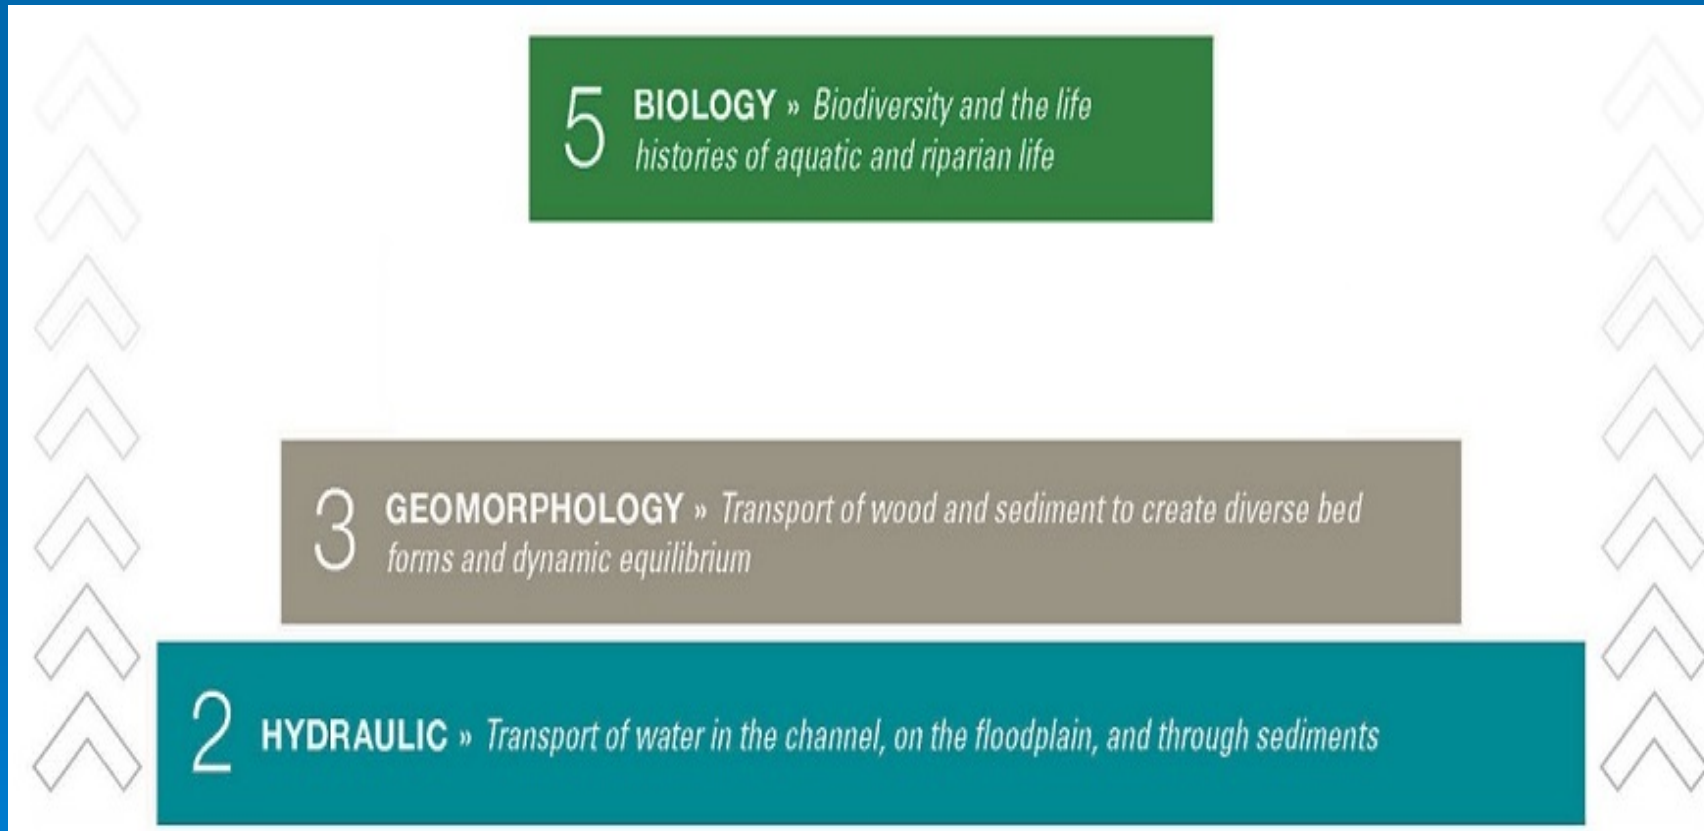 5 BIOLOGY » Biodiversity and the life
histories of aquatic and riparian life
3 GEOMORPHOLOGY » Transport of wood and sediment to create diverse bed
forms and dynamic equilibrium
2 HYDRAULIC » Transport of water in the channel, on the floodplain, and through sediments